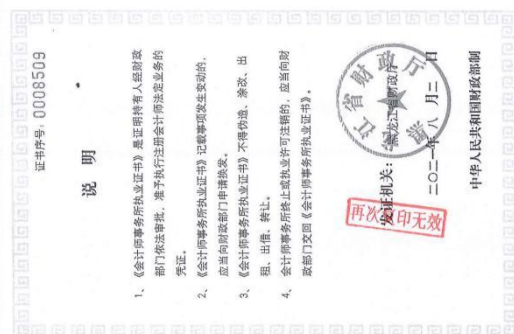 证书序号：0008509
说 明
1、《会计师事务所执业证书》是证明持有人经财政
部门依法审批，准予执行注册会计师法定业务的
凭证。
2、《会计师事务所执业证书》记载事项发生变动的，
应当向财政部门申请换发。
3、《会计师事务所执业证书》不得伪造、涂改、出
租、出借、转让。
4、会计师事务所终止或执业许可注销的，应当向财
政部门交回《会计师事务所执业证书》。
发证机关：黑龙江省财政厅
再次复印无效
二〇二一年八月二日
中华人民共和国财政部制